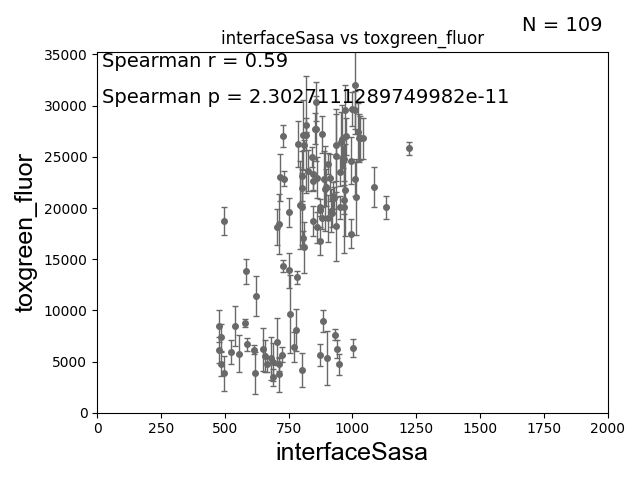 N = 109
interfaceSasa vs toxgreen_fluor
Spearman r = 0.59
Spearman p = 2.3027111289749982e-11
toxgreen_fluor
35000
30000
25000
20000
15000
10000
5000
0
0 250 500 750 1000 1250 1500 1750 2000
interfaceSasa